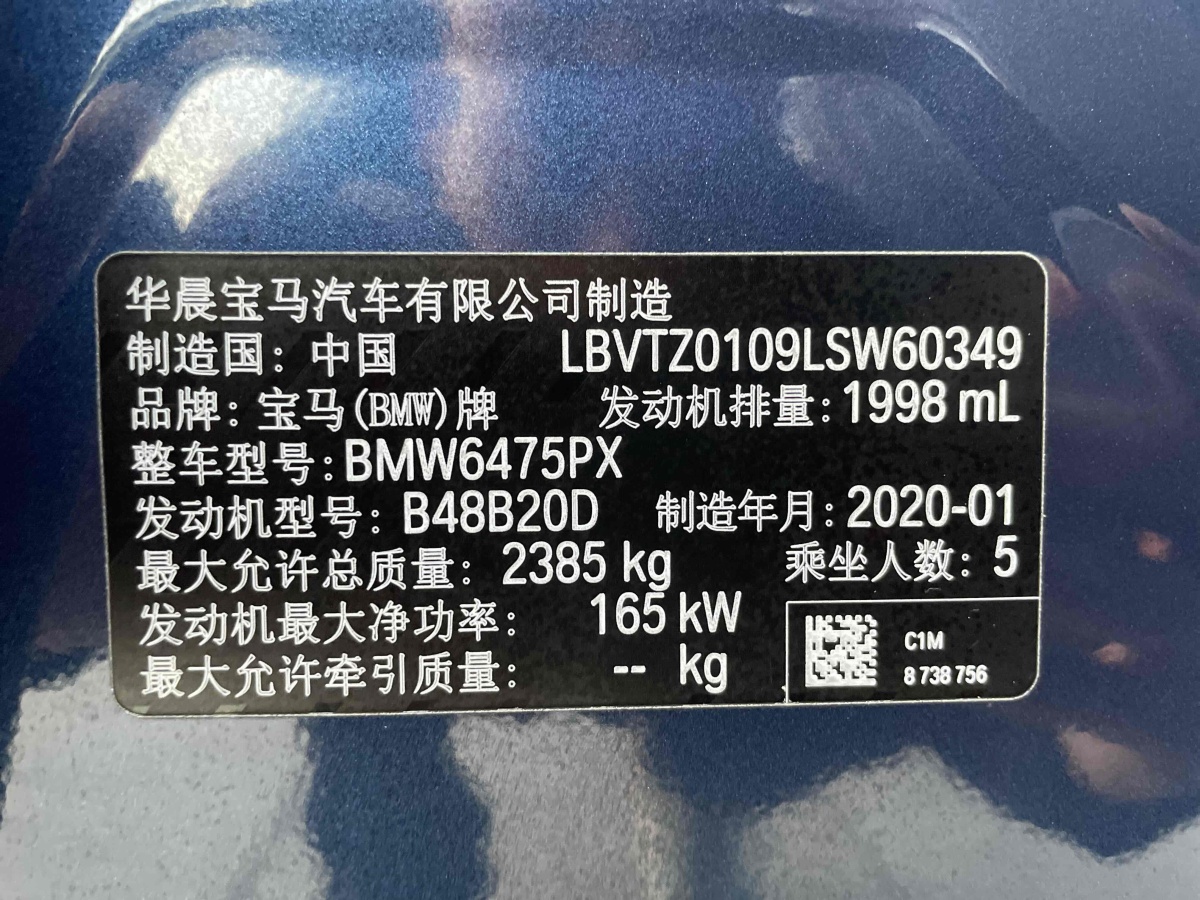 华晨宝马汽车有限公司制造
制造国：中国 LBVTZ0109LSW60349
品牌：宝马(BMW)牌 发动机排量：1998 mL
整车型号：BMW6475PX
发动机型号：B48B20D 制造年月：2020-01
最大允许总质量：2385 kg 乘坐人数：5
发动机最大净功率：165 kW
最大允许牵引质量：-- kg
C1M
8 738 756